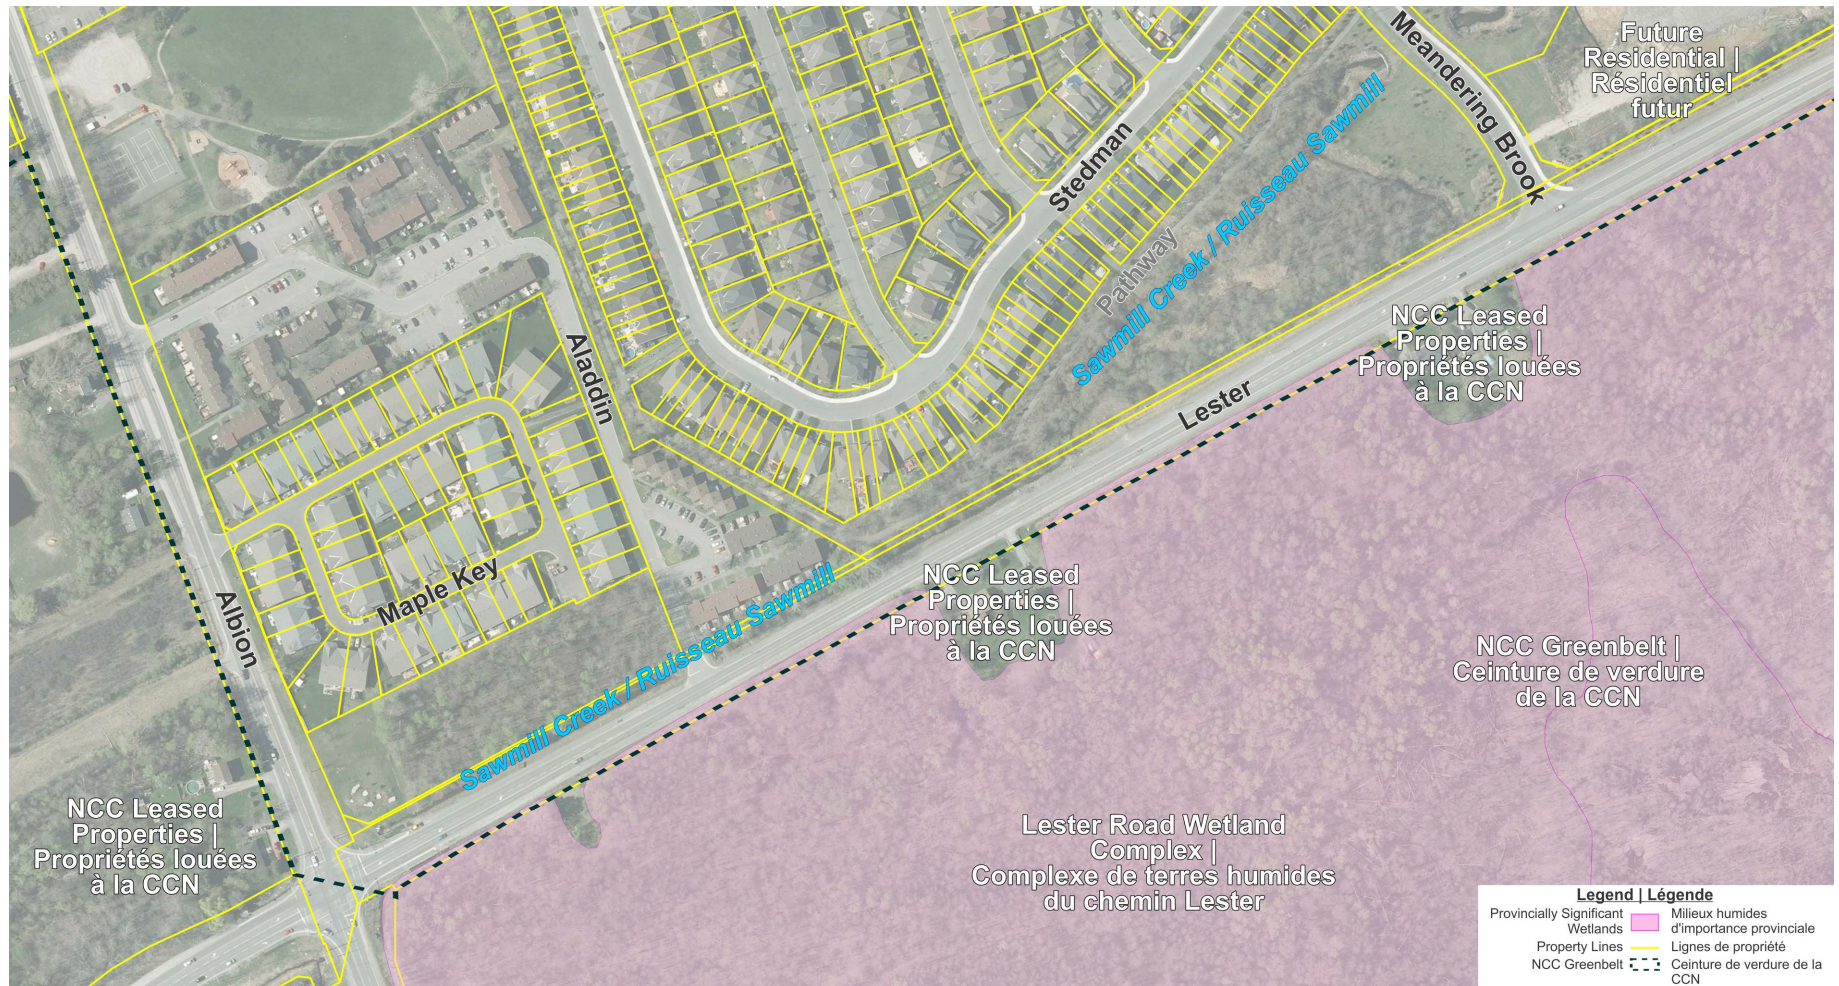 Future
Residential |
Résidentiel
futur
Meandering Brook
Stedman
Pathway
Sawmill Creek / Ruisseau Sawmill
Aladdin
NCC Leased
Properties |
Propriétés louées
à la CCN
Lester
Maple Key
Albion
NCC Leased
Properties |
Propriétés louées
à la CCN
Sawmill Creek / Ruisseau Sawmill
NCC Greenbelt |
Ceinture de verdure
de la CCN
NCC Leased
Properties |
Propriétés louées
à la CCN
Lester Road Wetland
Complex |
Complexe de terres humides
du chemin Lester
Legend | Légende
Provincially Significant
Wetlands
Milieux humides
d'importance provinciale
Property Lines
Lignes de propriété
NCC Greenbelt
Ceinture de verdure de la
CCN